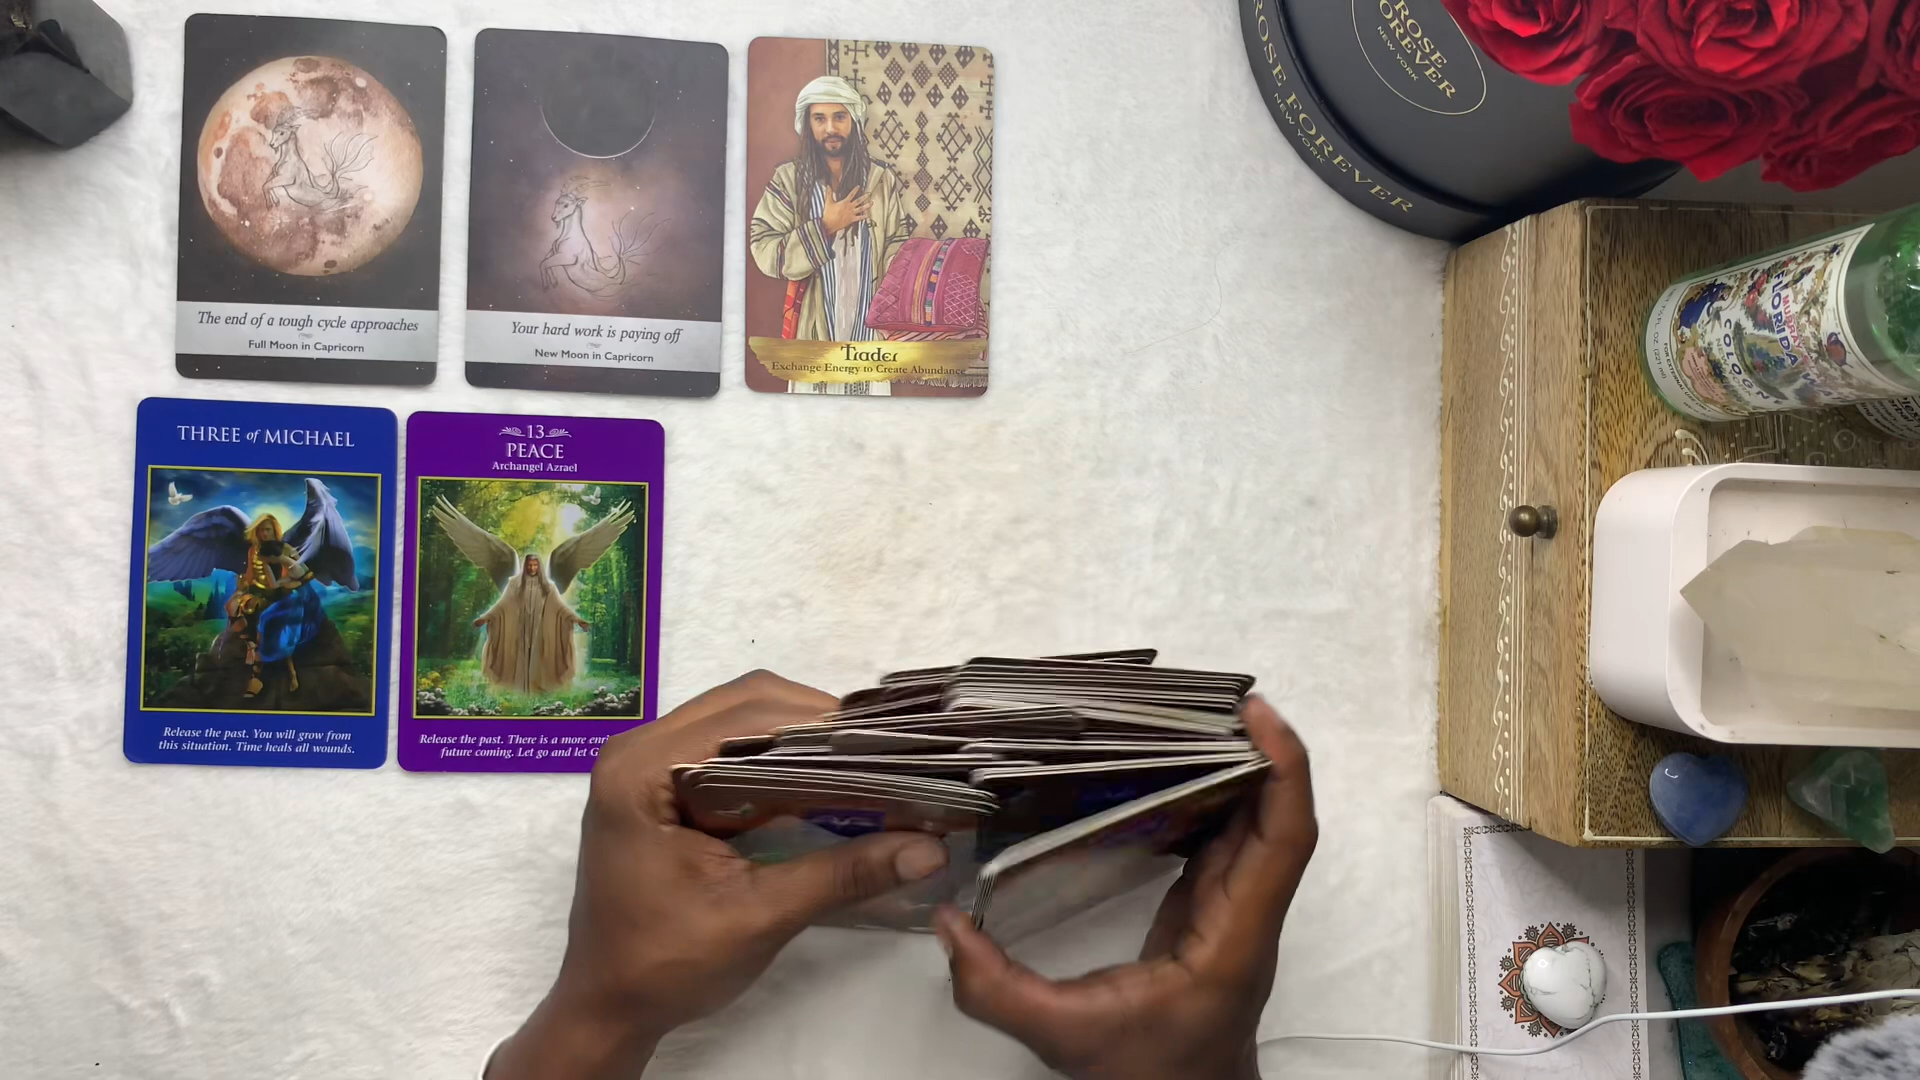 The end of a tough cycle approaches
Full Moon in Capricorn
Your hard work is paying off
New Moon in Capricorn
Trader
Exchange Energy to Create Abundance
THREE of MICHAEL
Release the past. You will grow from
this situation. Time heals all wounds.
13
PEACE
Archangel Azrael
Release the past. There is a more
future coming. Let go and let
ROSE
FOREVER
NEW YORK
ROSE FOREVER
NEW YORK
MURRAY
FLORIDA
COLOGNE